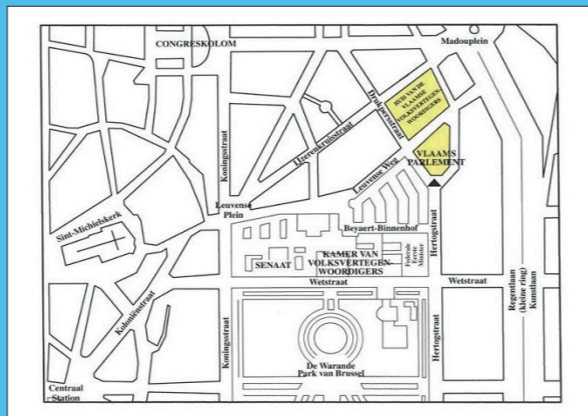 CONGRESKOLOM
Madouplein
HUIS VAN DE
VLAAMSE
VOLKSVERTEGEN-
WOORDIGERS
Drukpersstraat
IJzerenkruisstraat
Koningsstraat
VLAAMS
PARLEMENT
Leuvense Weg
Leuvense
Plein
Sint-Michielskerk
Beyaert-Binnenhof
Hertogstraat
KAMER VAN
VOLKSVERTEGEN-
WOORDIGERS
SENAAT
Federale
Eerste
Minister
Wetstraat
Wetstraat
Regentlaan
(kleine ring)
Kunstlaan
Koloniënstraat
Koningsstraat
Hertogstraat
De Warande
Park van Brussel
Centraal
Station